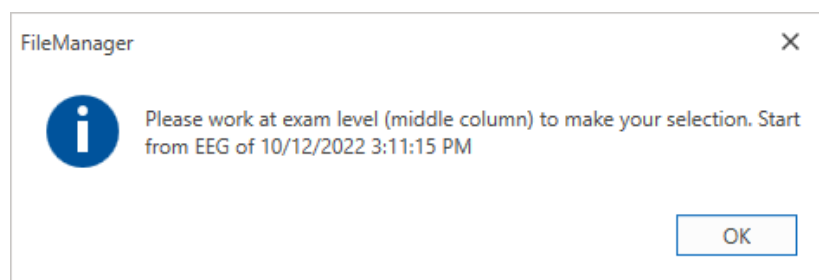 FileManager
Please work at exam level (middle column) to make your selection. Start
from EEG of 10/12/2022 3:11:15 PM
OK